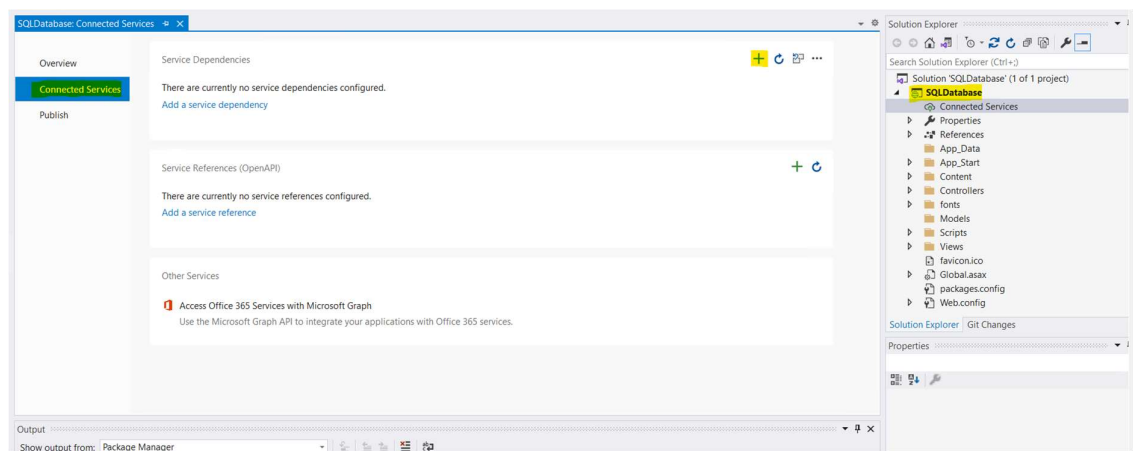 SQLDatabase: Connected Services
Overview
Connected Services
Publish
Service Dependencies
There are currently no service dependencies configured.
Add a service dependency
Service References (OpenAPI)
There are currently no service references configured.
Add a service reference
Other Services
Access Office 365 Services with Microsoft Graph
Use the Microsoft Graph API to integrate your applications with Office 365 services.
Output
Show output from: Package Manager
Solution Explorer
Search Solution Explorer (Ctrl+;)
Solution 'SQLDatabase' (1 of 1 project)
SQLDatabase
Connected Services
Properties
References
App_Data
App_Start
Content
Controllers
fonts
Models
Scripts
Views
favicon.ico
Global.asax
packages.config
Web.config
Solution Explorer Git Changes
Properties